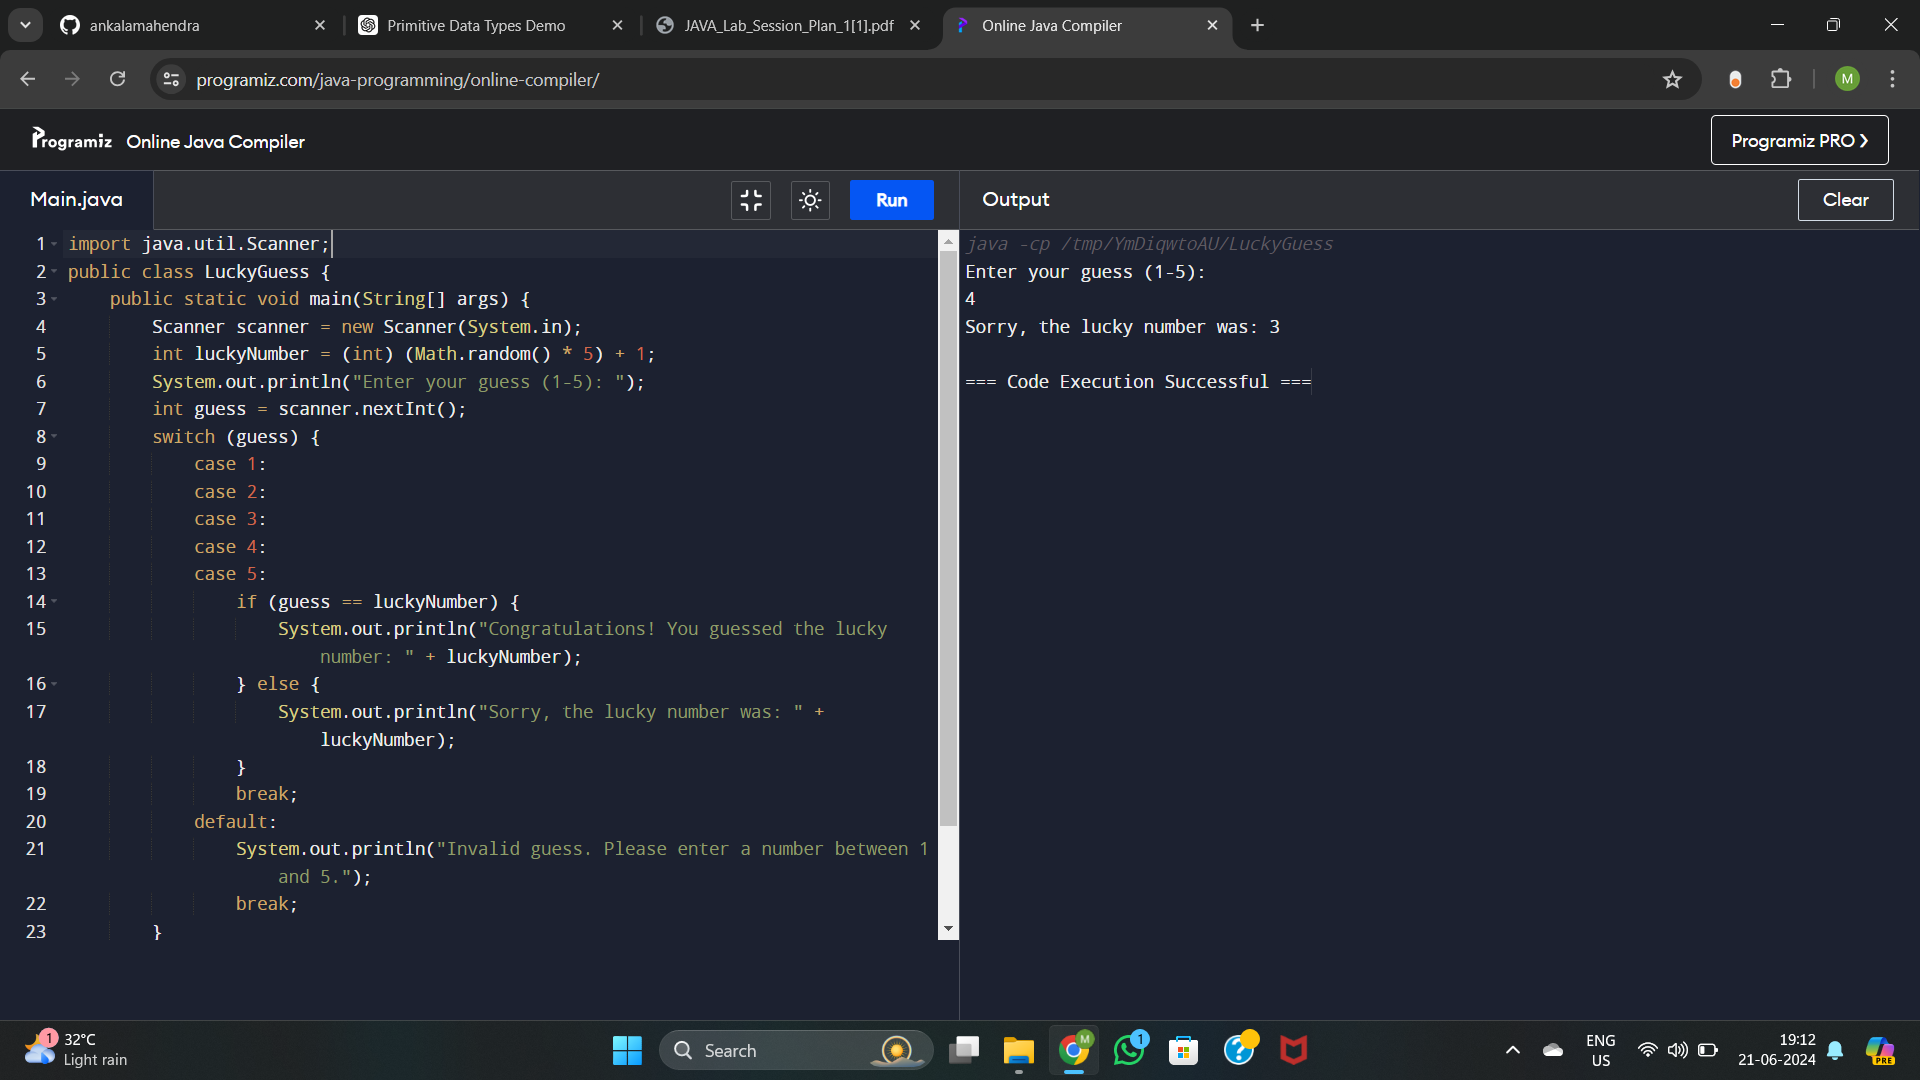 ankalamahendra
Primitive Data Types Demo
JAVA_Lab_Session_Plan_1[1].pdf
Online Java Compiler
programiz.com/java-programming/online-compiler/
M
Programiz Online Java Compiler
Programiz PRO
Main.java
Run
Output
Clear
1 import java.util.Scanner;
2 public class LuckyGuess {
3 public static void main(String[] args) {
4 Scanner scanner = new Scanner(System.in);
5 int luckyNumber = (int) (Math.random() * 5) + 1;
6 System.out.println("Enter your guess (1-5): ");
7 int guess = scanner.nextInt();
8 switch (guess) {
9 case 1:
10 case 2:
11 case 3:
12 case 4:
13 case 5:
14 if (guess == luckyNumber) {
15 System.out.println("Congratulations! You guessed the lucky
number: " + luckyNumber);
16 } else {
17 System.out.println("Sorry, the lucky number was: " +
luckyNumber);
18 }
19 break;
20 default:
21 System.out.println("Invalid guess. Please enter a number between 1
and 5.");
22 break;
23 }
java -cp /tmp/YmDiqwtoAU/LuckyGuess
Enter your guess (1-5):
4
Sorry, the lucky number was: 3
=== Code Execution Successful ===
1
32°C
Light rain
Search
M
1
ENG
US
19:12
21-06-2024
PRE